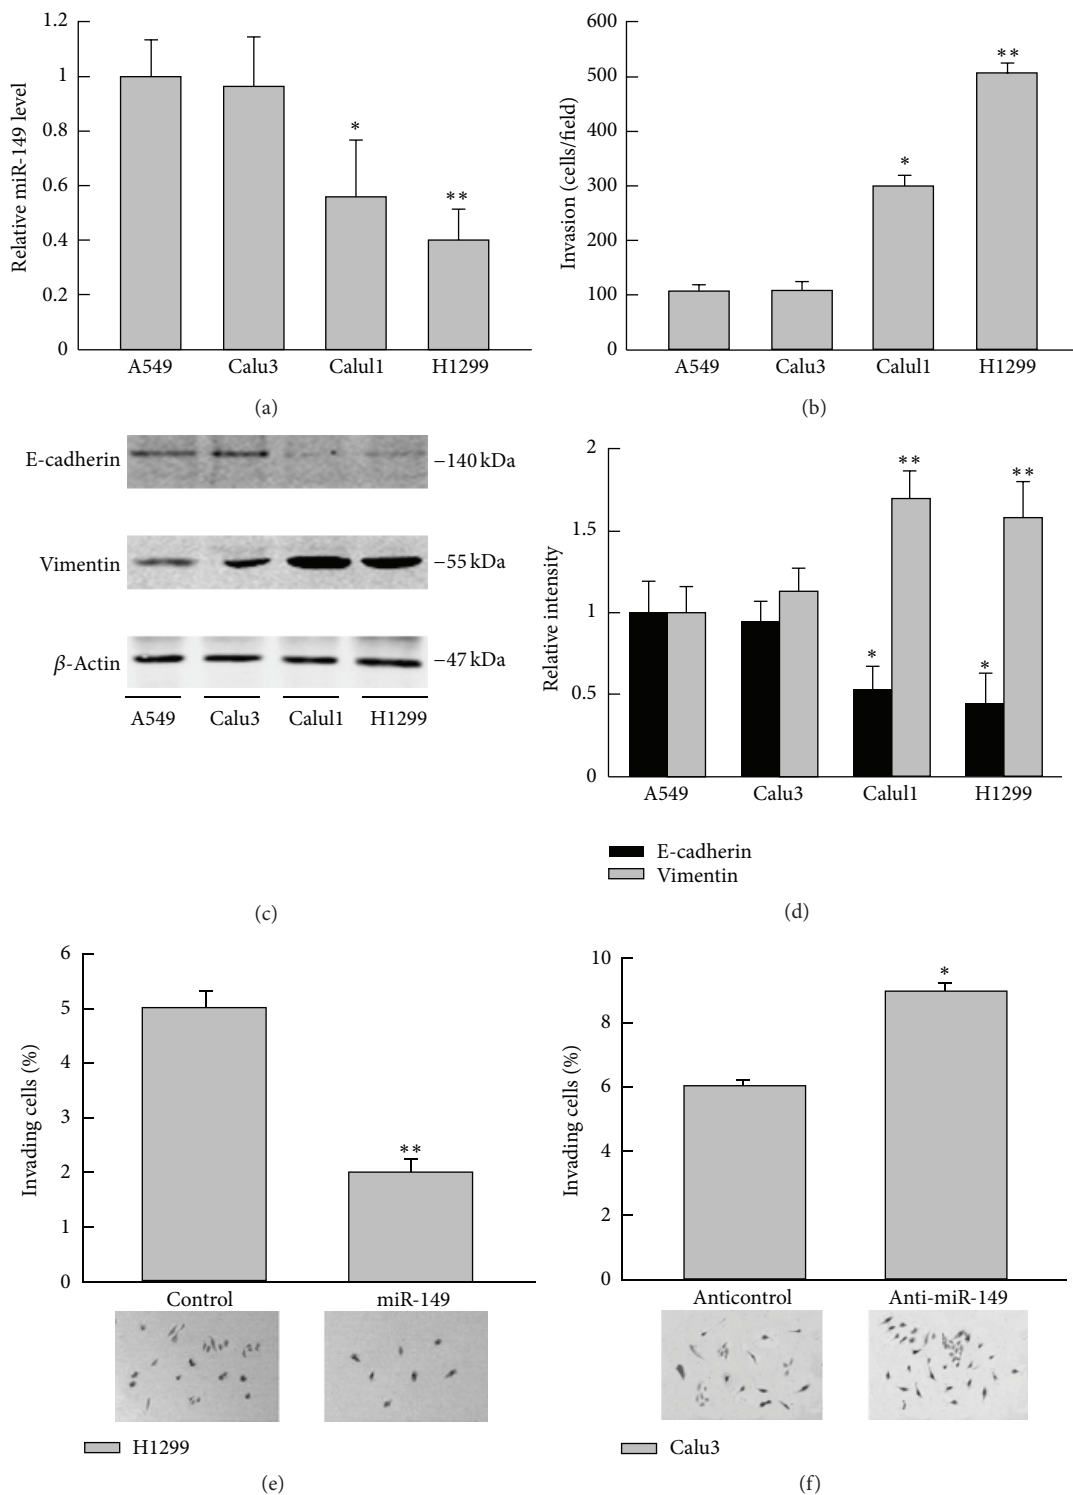 1.2
1
0.8
0.6
0.4
0.2
0
Relative miR-149 level
*
**
A549 Calu3 Calul1 H1299
(a)
600
500
400
300
200
100
0
Invasion (cells/field)
*
**
A549 Calu3 Calul1 H1299
(b)
E-cadherin −140 kDa
Vimentin −55 kDa
β-Actin −47 kDa
A549 Calu3 Calul1 H1299
(c)
2
1.5
1
0.5
0
Relative intensity
** **
* *
A549 Calu3 Calul1 H1299
E-cadherin
Vimentin
(d)
6
5
4
3
2
1
0
Invading cells (%)
**
Control miR-149
H1299
(e)
10
8
6
4
2
0
Invading cells (%)
*
Anticontrol Anti-miR-149
Calu3
(f)